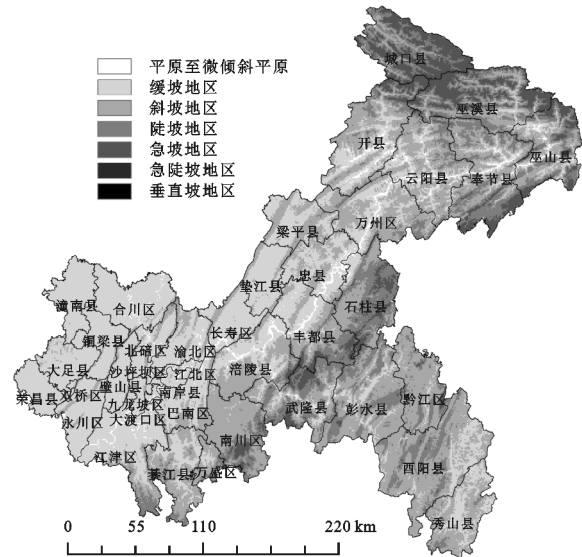 平原至微倾斜平原
缓坡地区
斜坡地区
陡坡地区
急坡地区
急陡坡地区
垂直坡地区
城口县
巫溪县
开县
巫山县
云阳县
奉节县
万州区
梁平县
忠县
垫江县
石柱县
潼南县
合川区
长寿区
丰都县
铜梁县
北碚区
渝北区
大足县
沙坪坝区
江北区
涪陵区
璧山县
南岸县
荣昌县
双桥区
九龙坡区
巴南区
武隆县
彭水县
黔江区
永川区
大渡口区
南川区
江津区
綦江县
万盛区
酉阳县
秀山县
0 55 110 220 km